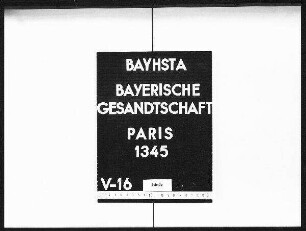 BAYHSTA
BAYERISCHE
GESANDTSCHAFT
PARIS
1345
V-16